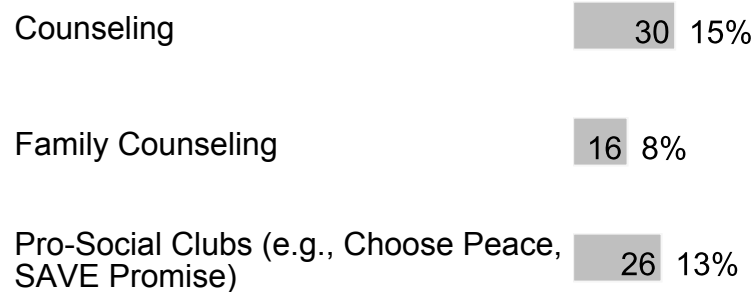 Counseling 30 15%
Family Counseling 16 8%
Pro-Social Clubs (e.g., Choose Peace,
SAVE Promise) 26 13%